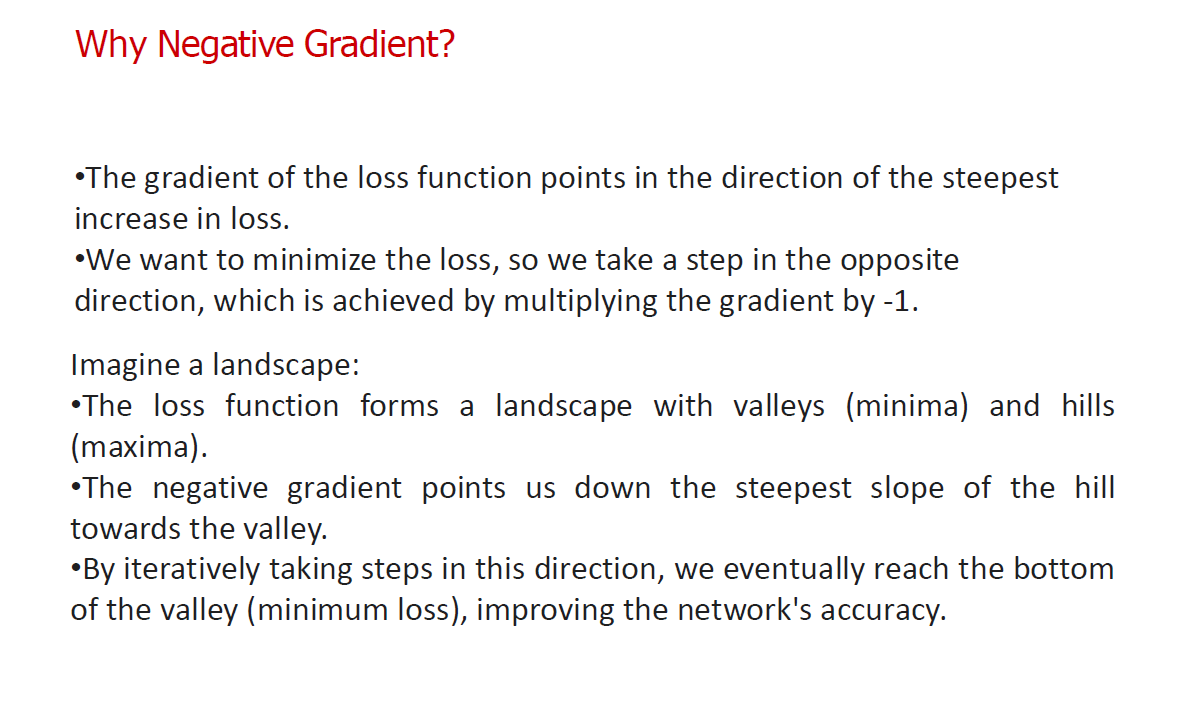 Why Negative Gradient?
•The gradient of the loss function points in the direction of the steepest
increase in loss.
•We want to minimize the loss, so we take a step in the opposite
direction, which is achieved by multiplying the gradient by -1.
Imagine a landscape:
•The loss function forms a landscape with valleys (minima) and hills
(maxima).
•The negative gradient points us down the steepest slope of the hill
towards the valley.
•By iteratively taking steps in this direction, we eventually reach the bottom
of the valley (minimum loss), improving the network's accuracy.